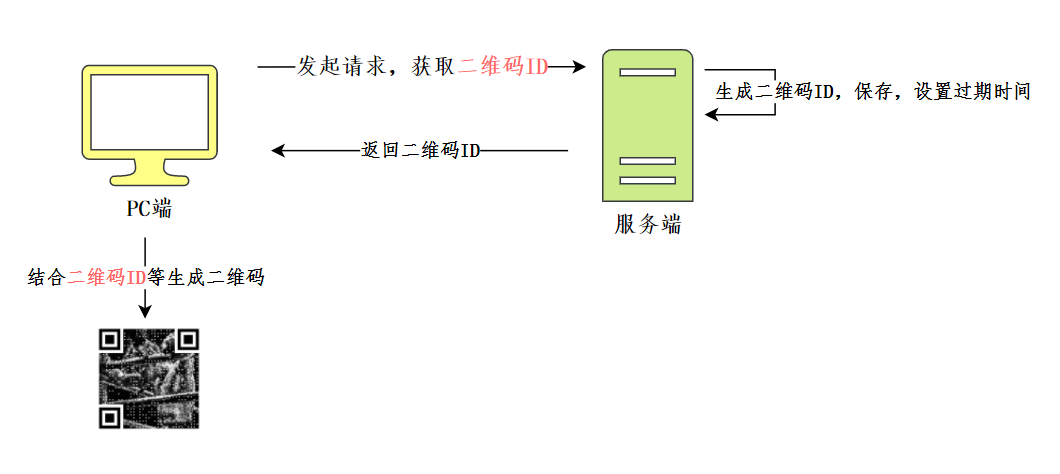 发起请求，获取二维码ID
生成二维码ID，保存，设置过期时间
返回二维码ID
PC端
服务端
结合二维码ID等生成二维码